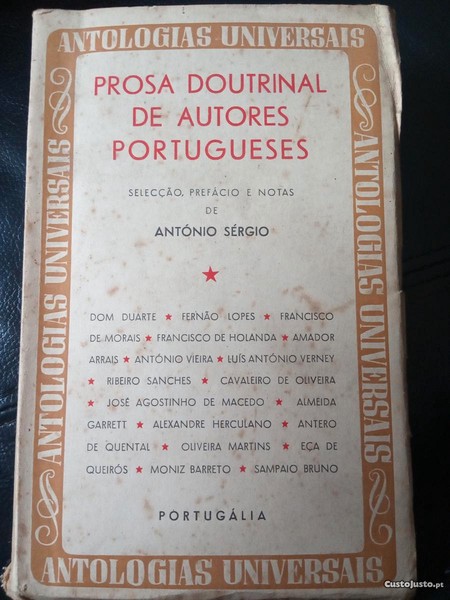 ANTOLOGIAS UNIVERSAIS
ANTOLOGIAS UNIVERSAIS
ANTOLOGIAS UNIVERSAIS
PROSA DOUTRINAL
DE AUTORES
PORTUGUESES
SELECÇÃO, PREFÁCIO E NOTAS
DE
ANTÓNIO SÉRGIO
★
DOM DUARTE ★ FERNÃO LOPES ★ FRANCISCO
DE MORAIS ★ FRANCISCO DE HOLANDA ★ AMADOR
ARRAIS ★ ANTÓNIO VIEIRA ★ LUÍS ANTÓNIO VERNEY
★ RIBEIRO SANCHES ★ CAVALEIRO DE OLIVEIRA
★ JOSÉ AGOSTINHO DE MACEDO ★ ALMEIDA
GARRETT ★ ALEXANDRE HERCULANO ★ ANTERO
DE QUENTAL ★ OLIVEIRA MARTINS ★ EÇA DE
QUEIRÓS ★ MONIZ BARRETO ★ SAMPAIO BRUNO
PORTUGÁLIA
ANTOLOGIAS UNIVERSAIS
CustoJusto.pt